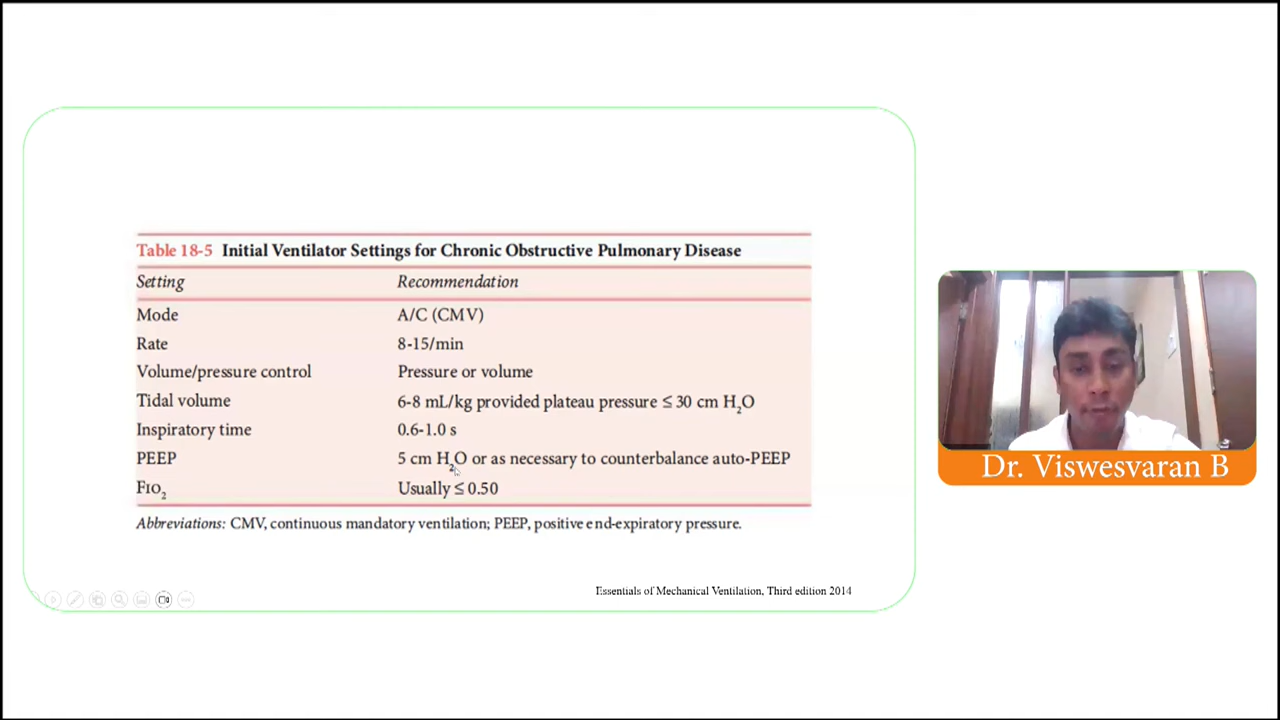 Table 18-5 Initial Ventilator Settings for Chronic Obstructive Pulmonary Disease
Setting Recommendation
Mode A/C (CMV)
Rate 8-15/min
Volume/pressure control Pressure or volume
Tidal volume 6-8 mL/kg provided plateau pressure ≤ 30 cm H₂O
Inspiratory time 0.6-1.0 s
PEEP 5 cm H₂O or as necessary to counterbalance auto-PEEP
FIO₂ Usually ≤ 0.50
Abbreviations: CMV, continuous mandatory ventilation; PEEP, positive end-expiratory pressure.
Essentials of Mechanical Ventilation, Third edition 2014
Dr. Viswesvaran B